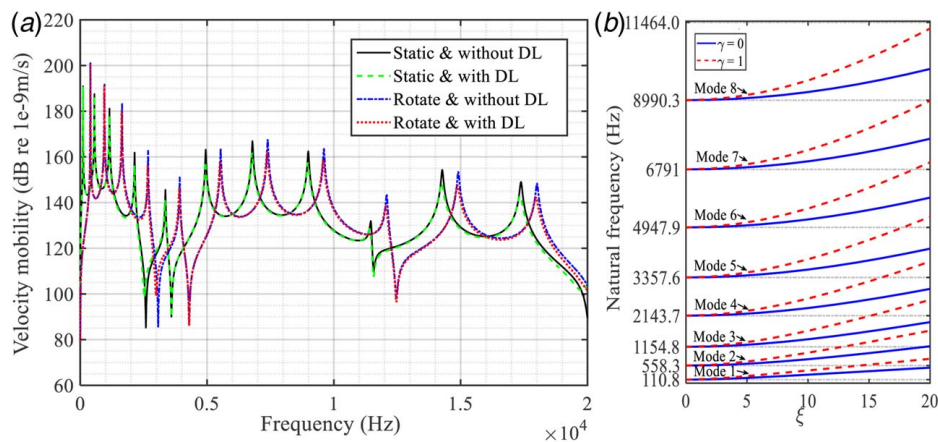 (a)
220
200
180
160
140
120
100
80
60
Velocity mobility (dB re 1e-9m/s)
Static & without DL
Static & with DL
Rotate & without DL
Rotate & with DL
0
0.5
1
1.5
2
Frequency (Hz)
×10⁴
(b)
11464.0
8990.3
6791
4947.9
3357.6
2143.7
1154.8
558.3
110.8
Natural frequency (Hz)
γ = 0
γ = 1
Mode 8
Mode 7
Mode 6
Mode 5
Mode 4
Mode 3
Mode 2
Mode 1
0
5
10
15
20
ξ